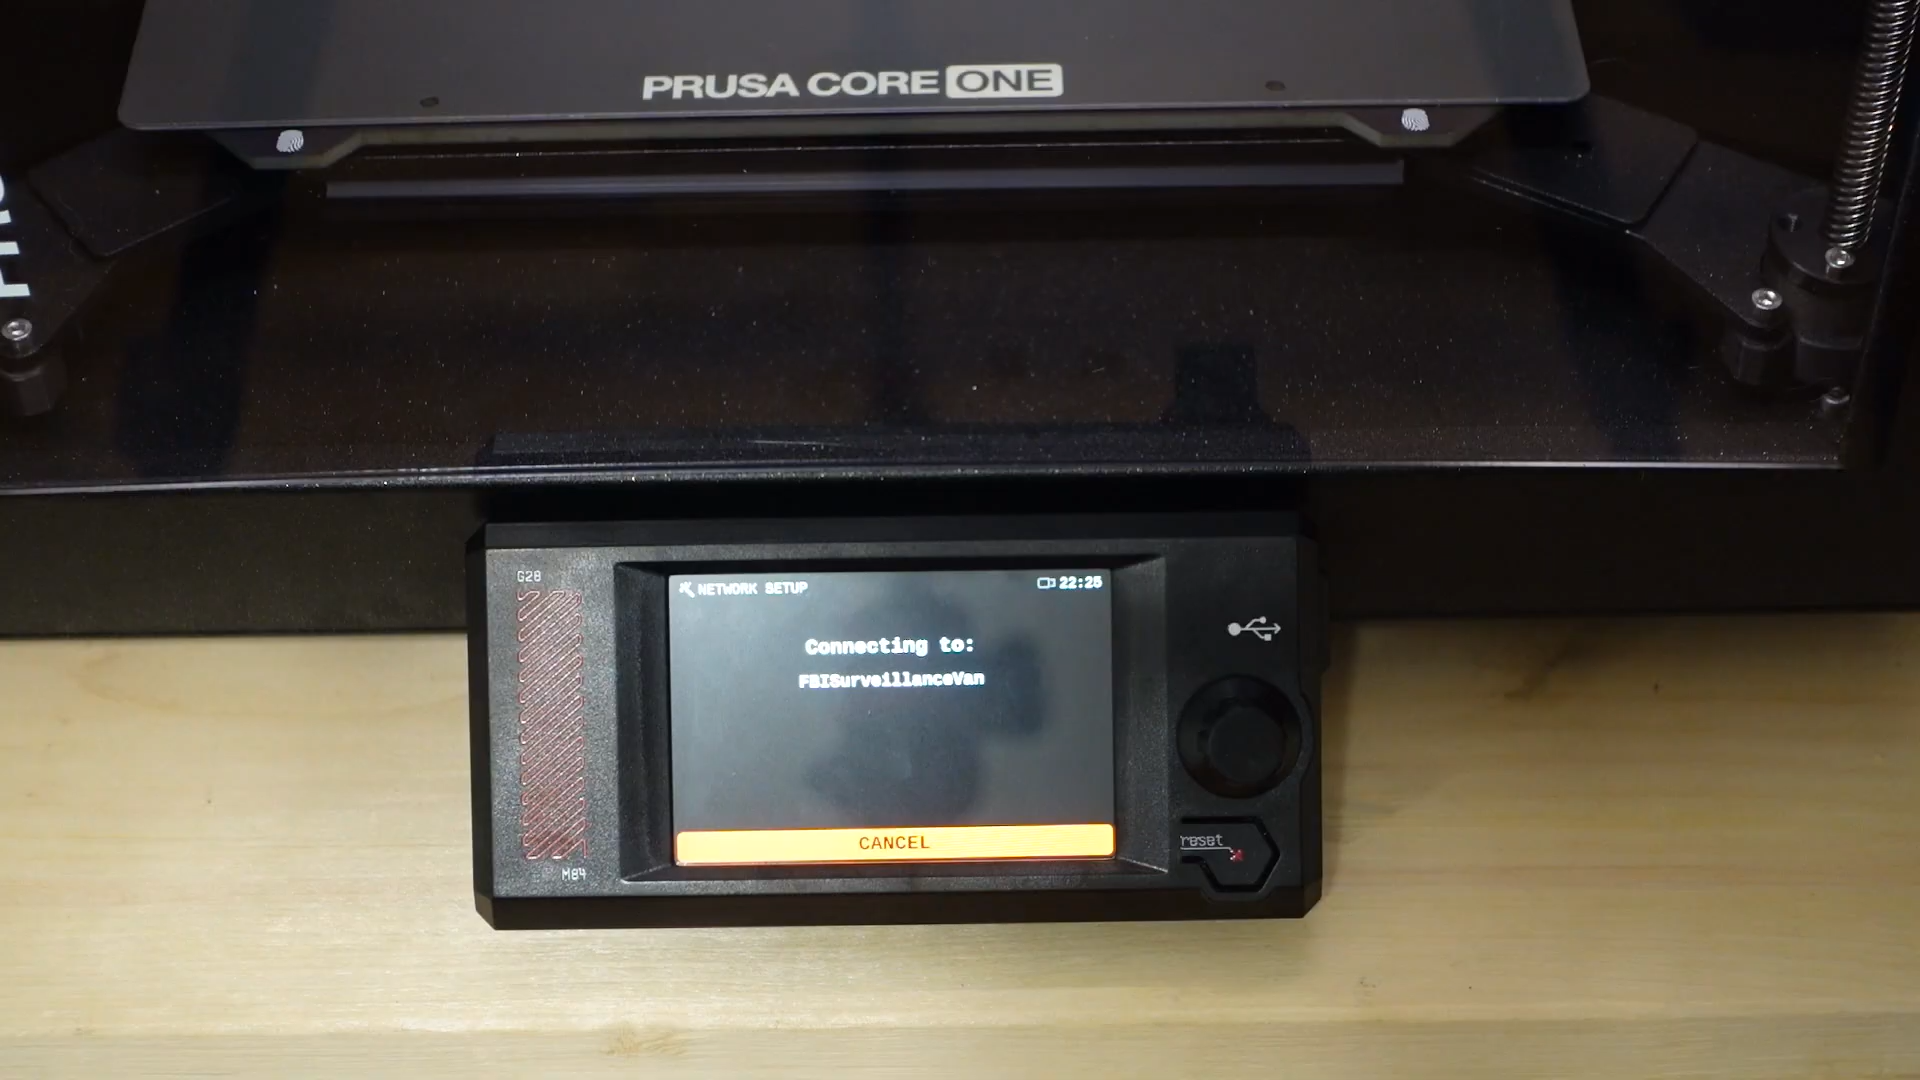 PRUSA CORE ONE
G28
NETWORK SETUP
22:25
Connecting to:
FBISurveillanceVan
CANCEL
reset
M84